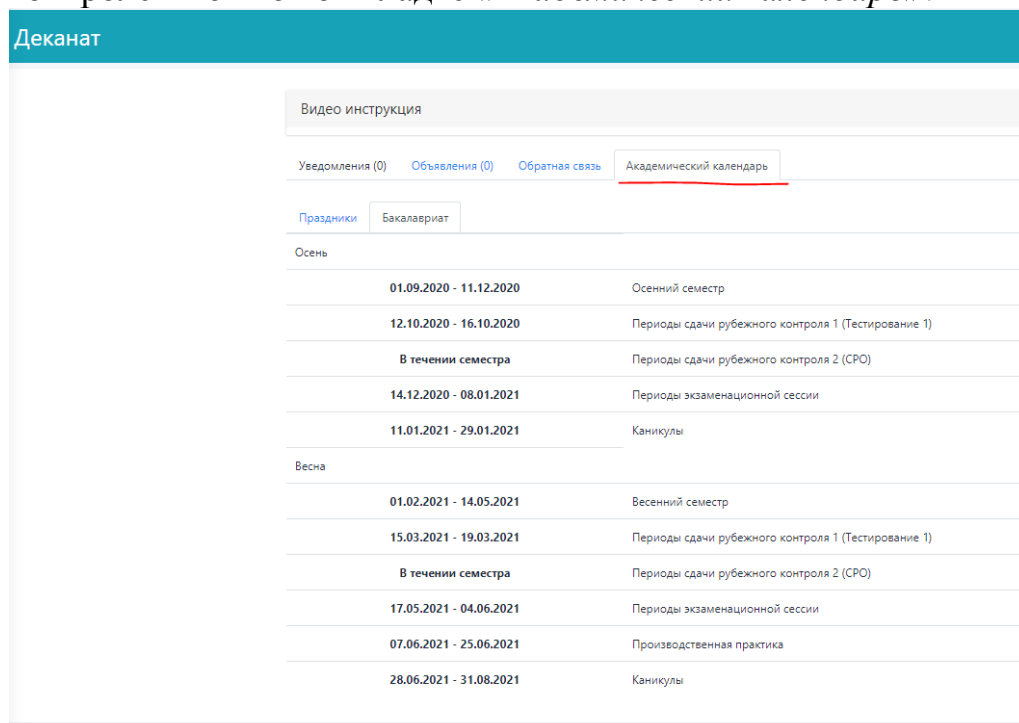 Деканат
Видео инструкция
Уведомления (0) Объявления (0) Обратная связь Академический календарь
Праздники Бакалавриат
Осень
01.09.2020 - 11.12.2020 Осенний семестр
12.10.2020 - 16.10.2020 Периоды сдачи рубежного контроля 1 (Тестирование 1)
В течении семестра Периоды сдачи рубежного контроля 2 (СРО)
14.12.2020 - 08.01.2021 Периоды экзаменационной сессии
11.01.2021 - 29.01.2021 Каникулы
Весна
01.02.2021 - 14.05.2021 Весенний семестр
15.03.2021 - 19.03.2021 Периоды сдачи рубежного контроля 1 (Тестирование 1)
В течении семестра Периоды сдачи рубежного контроля 2 (СРО)
17.05.2021 - 04.06.2021 Периоды экзаменационной сессии
07.06.2021 - 25.06.2021 Производственная практика
28.06.2021 - 31.08.2021 Каникулы